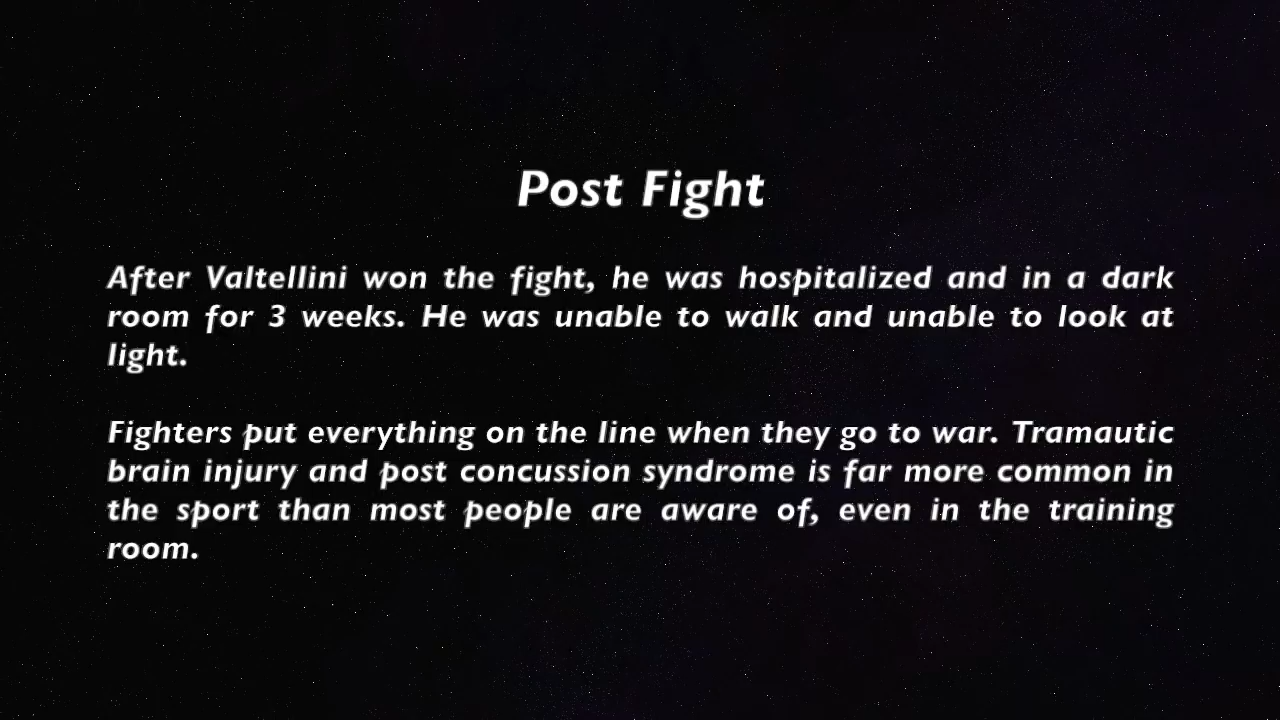 Post Fight
After Valtellini won the fight, he was hospitalized and in a dark
room for 3 weeks. He was unable to walk and unable to look at
light.
Fighters put everything on the line when they go to war. Tramautic
brain injury and post concussion syndrome is far more common in
the sport than most people are aware of, even in the training
room.